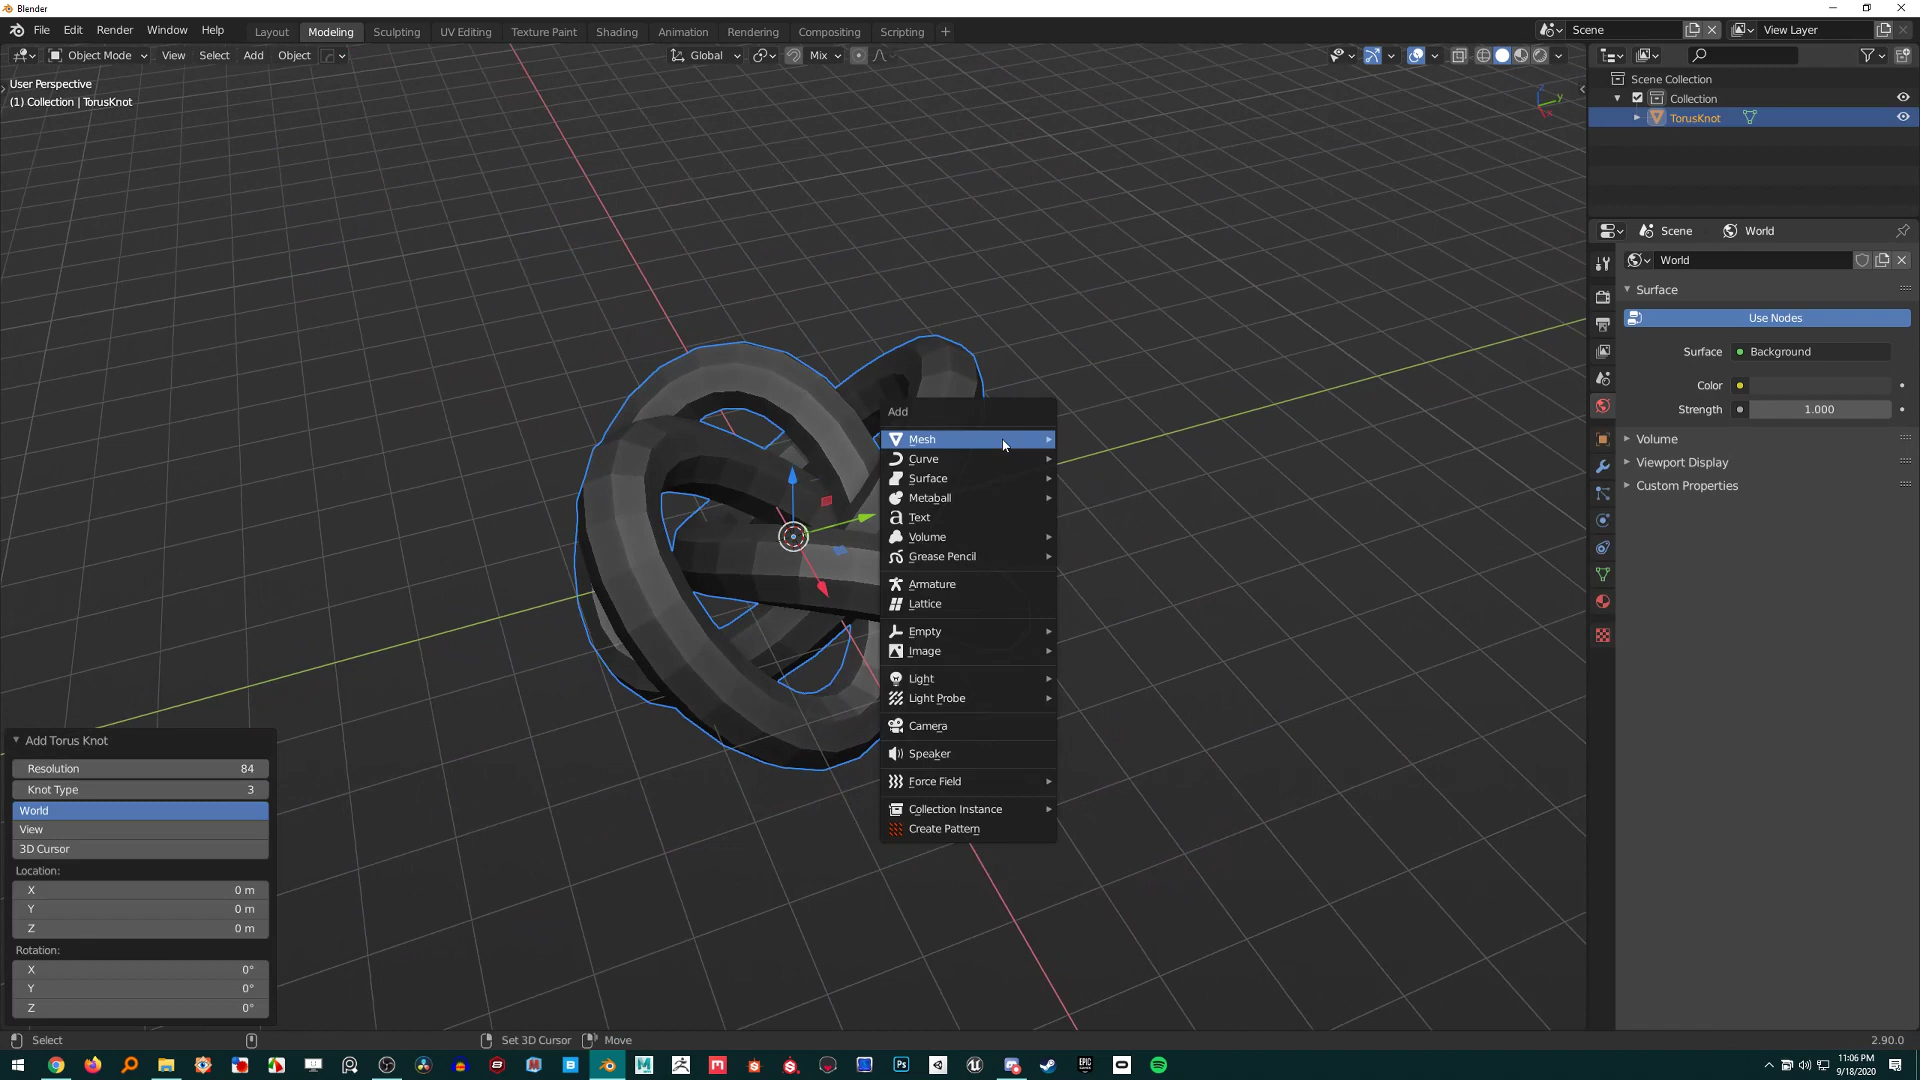 Blender
File Edit Render Window Help Layout Modeling Sculpting UV Editing Texture Paint Shading Animation Rendering Compositing Scripting + Scene View Layer
Object Mode View Select Add Object Global Mix
User Perspective
(1) Collection | TorusKnot
Scene Collection
Collection
TorusKnot
Scene World
World
Surface
Use Nodes
Surface Background
Color
Strength 1.000
Volume
Viewport Display
Custom Properties
Add
Mesh
Curve
Surface
Metaball
Text
Volume
Grease Pencil
Armature
Lattice
Empty
Image
Light
Light Probe
Camera
Speaker
Force Field
Collection Instance
Create Pattern
Add Torus Knot
Resolution 84
Knot Type 3
World
View
3D Cursor
Location:
X 0 m
Y 0 m
Z 0 m
Rotation:
X 0°
Y 0°
Z 0°
Select Set 3D Cursor Move 2.90.0
11:06 PM
9/18/2020